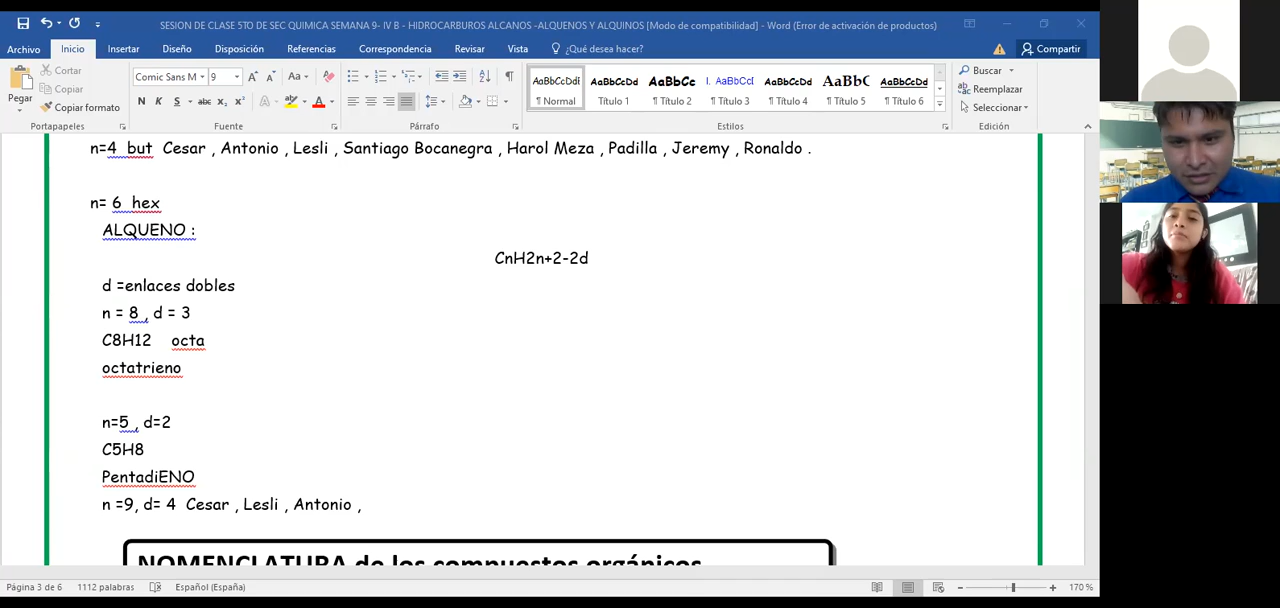 SESION DE CLASE 5TO DE SEC QUIMICA SEMANA 9- IV B - HIDROCARBUROS ALCANOS -ALQUENOS Y ALQUINOS [Modo de compatibilidad] - Word (Error de activación de productos)
Archivo Inicio Insertar Diseño Disposición Referencias Correspondencia Revisar Vista ¿Qué desea hacer? Compartir
Cortar
Copiar
Copiar formato
Pegar
Portapapeles
Comic Sans M 9
N K S abc x₂ x²
Fuente
Párrafo
AaBbCcDdI AaBbCcDd AaBbCc I. AaBbCcI AaBbCcDd AaBbC AaBbCcDd
¶ Normal ¶ Título 1 ¶ Título 2 ¶ Título 3 ¶ Título 4 ¶ Título 5 ¶ Título 6
Estilos
Buscar
Reemplazar
Seleccionar
Edición
n=4 but Cesar , Antonio , Lesli , Santiago Bocanegra , Harol Meza , Padilla , Jeremy , Ronaldo .
n= 6 hex
ALQUENO :
CnH2n+2-2d
d =enlaces dobles
n = 8 , d = 3
C8H12 octa
octatrieno
n=5 , d=2
C5H8
PentadiENO
n =9, d= 4 Cesar , Lesli , Antonio ,
NOMENCLATURA de los compuestos orgánicos
Página 3 de 6 1112 palabras Español (España) 170 %